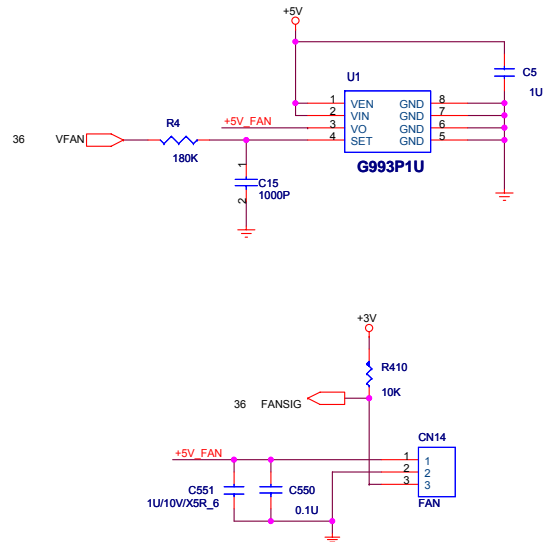 +5V
C5
1U
U1
1 VEN GND 8
2 VIN GND 7
3 VO GND 6
4 SET GND 5
G993P1U
+5V_FAN
R4
36 VFAN
180K
1
C15
1000P
2
+3V
R410
10K
36 FANSIG
CN14
+5V_FAN
1 1
2 2
3 3
FAN
C551
1U/10V/X5R_6
C550
0.1U